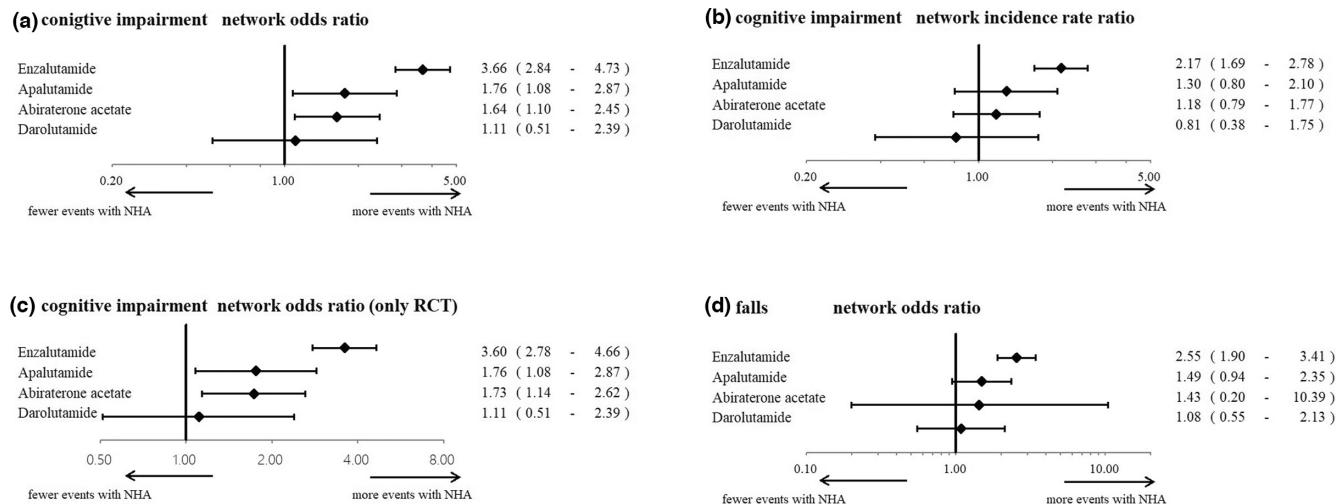 (a) conigtive impairment network odds ratio
Enzalutamide 3.66 ( 2.84 - 4.73 )
Apalutamide 1.76 ( 1.08 - 2.87 )
Abiraterone acetate 1.64 ( 1.10 - 2.45 )
Darolutamide 1.11 ( 0.51 - 2.39 )
0.20 1.00 5.00
fewer events with NHA more events with NHA
(b) cognitive impairment network incidence rate ratio
Enzalutamide 2.17 ( 1.69 - 2.78 )
Apalutamide 1.30 ( 0.80 - 2.10 )
Abiraterone acetate 1.18 ( 0.79 - 1.77 )
Darolutamide 0.81 ( 0.38 - 1.75 )
0.20 1.00 5.00
fewer events with NHA more events with NHA
(c) cognitive impairment network odds ratio (only RCT)
Enzalutamide 3.60 ( 2.78 - 4.66 )
Apalutamide 1.76 ( 1.08 - 2.87 )
Abiraterone acetate 1.73 ( 1.14 - 2.62 )
Darolutamide 1.11 ( 0.51 - 2.39 )
0.50 1.00 2.00 4.00 8.00
fewer events with NHA more events with NHA
(d) falls network odds ratio
Enzalutamide 2.55 ( 1.90 - 3.41 )
Apalutamide 1.49 ( 0.94 - 2.35 )
Abiraterone acetate 1.43 ( 0.20 - 10.39 )
Darolutamide 1.08 ( 0.55 - 2.13 )
0.10 1.00 10.00
fewer events with NHA more events with NHA